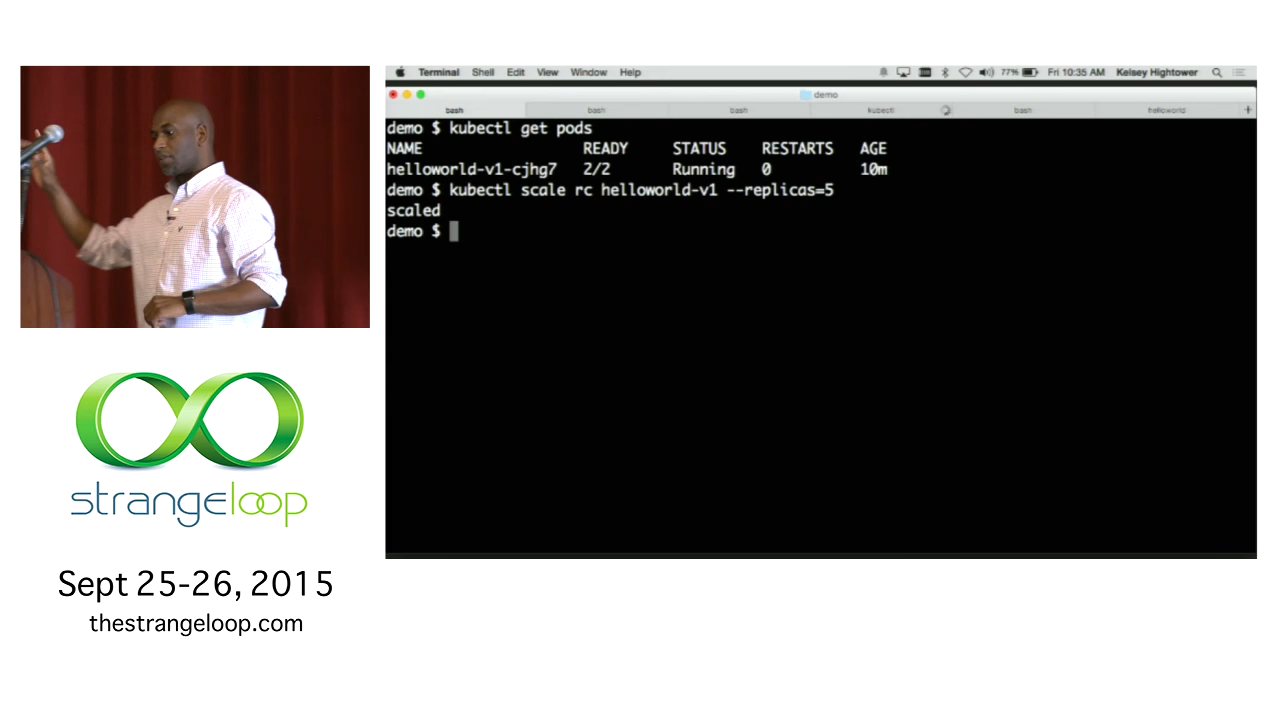 Terminal Shell Edit View Window Help 77% Fri 10:35 AM Kelsey Hightower
demo
bash bash bash kubectl bash helloworld +
demo $ kubectl get pods
NAME READY STATUS RESTARTS AGE
helloworld-v1-cjhg7 2/2 Running 0 10m
demo $ kubectl scale rc helloworld-v1 --replicas=5
scaled
demo $
strangeloop
Sept 25-26, 2015
thestrangeloop.com